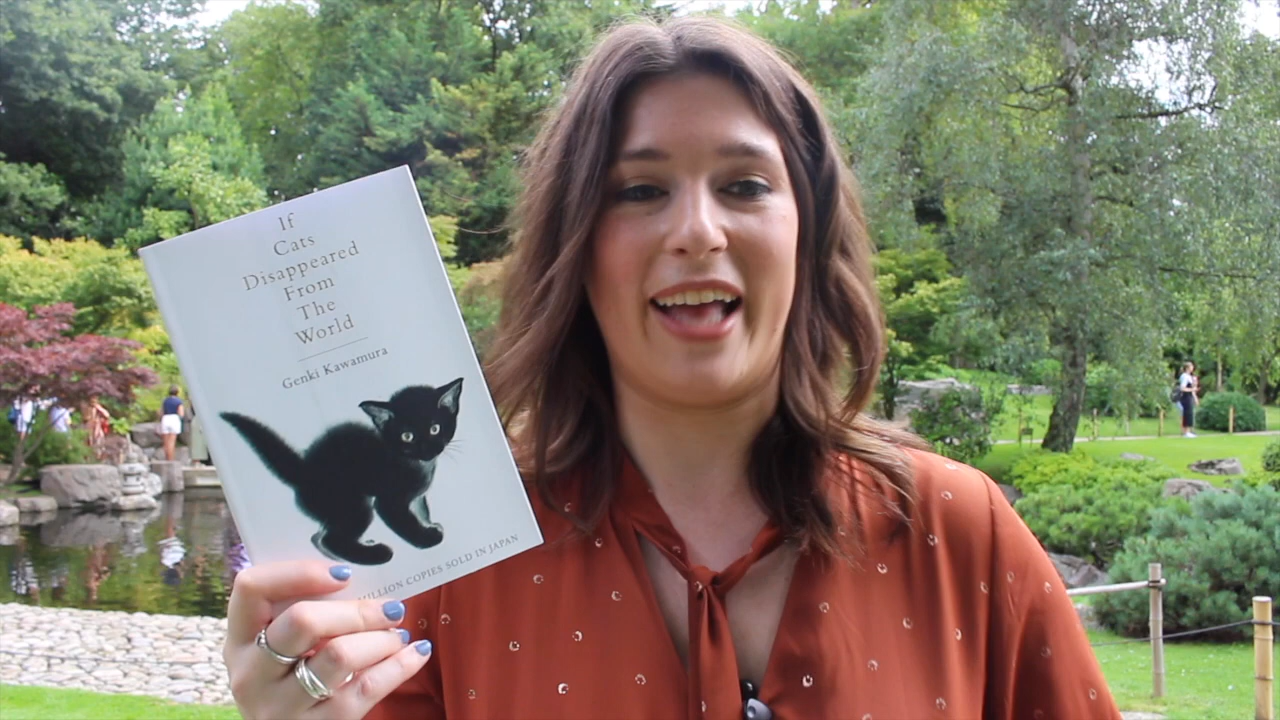 If
Cats
Disappeared
From
The
World
Genki Kawamura
MILLION COPIES SOLD IN JAPAN